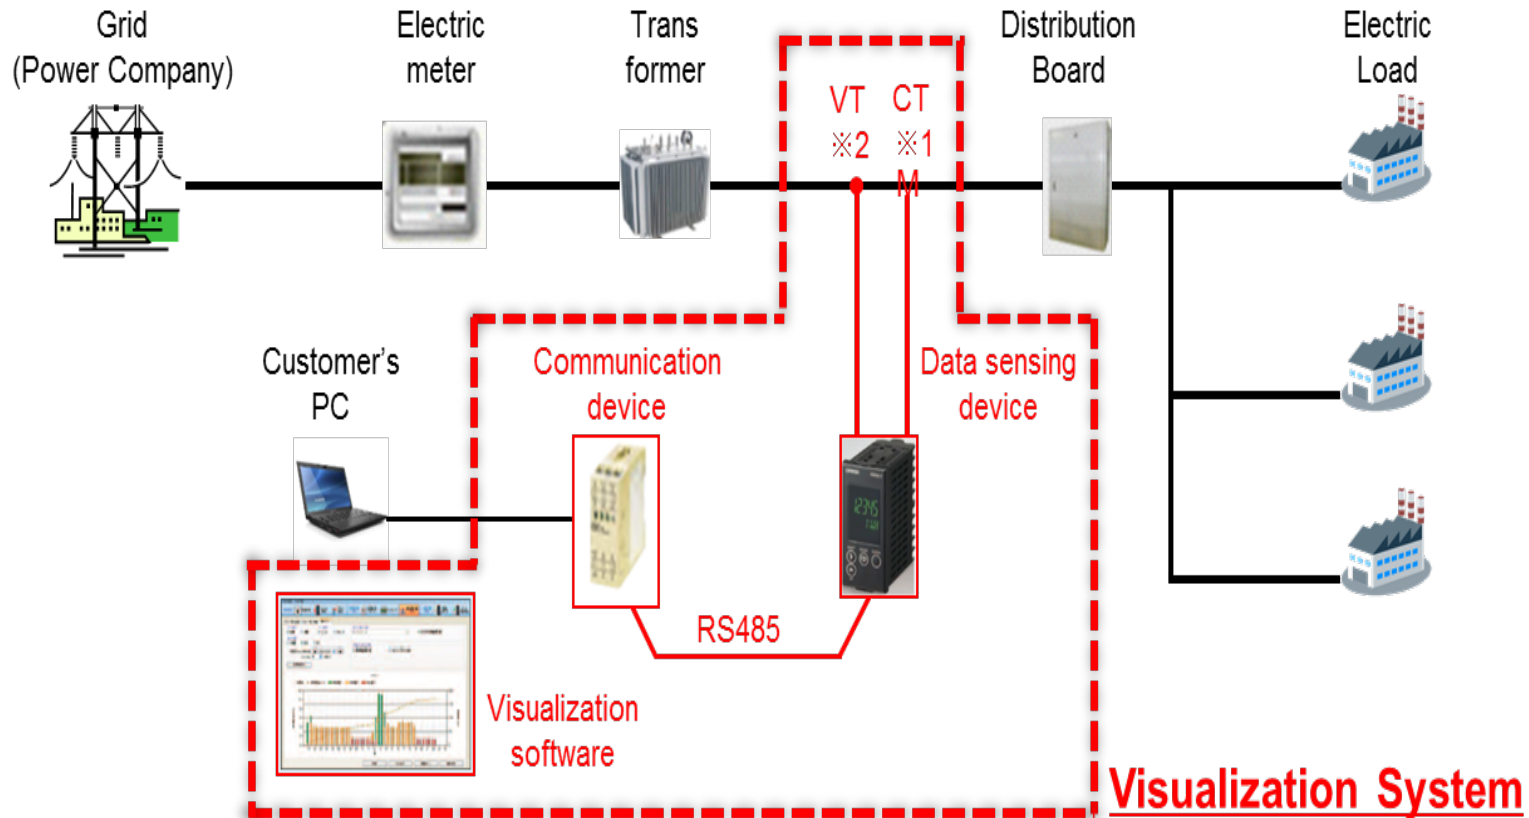 Grid
(Power Company)
Electric
meter
Trans
former
VT
※2
CT
※1
M
Distribution
Board
Electric
Load
Customer's
PC
Communication
device
Data sensing
device
12345
RS485
Visualization
software
Visualization System